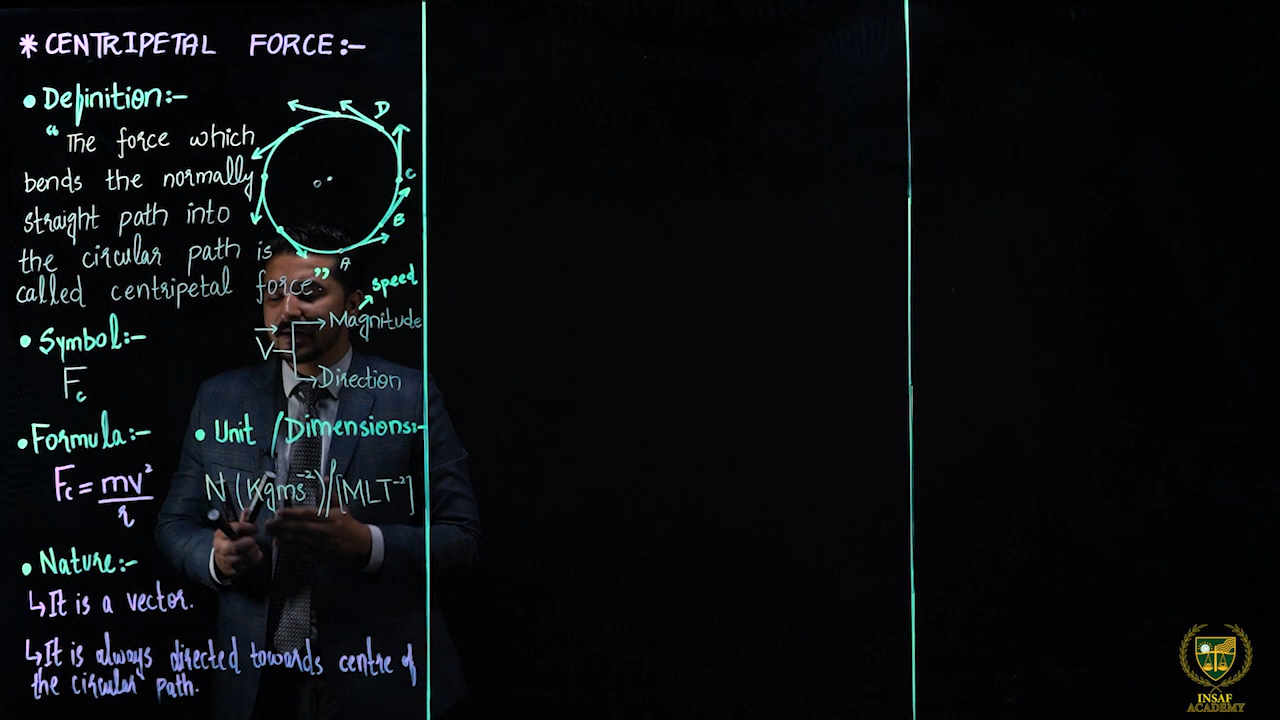 * CENTRIPETAL FORCE:-
• Definition:-
“ The force which
bends the normally
straight path into
the circular path is
called centripetal force.”
D
C
B
A
o
speed
Magnitude
V
Direction
• Symbol:-
Fc
• Formula:-
Fc = mv²/r
• Unit / Dimensions:-
N (Kgms⁻²)/[MLT⁻²]
• Nature:-
↳ It is a vector.
↳ It is always directed towards centre of
the circular path.
INSAF
ACADEMY